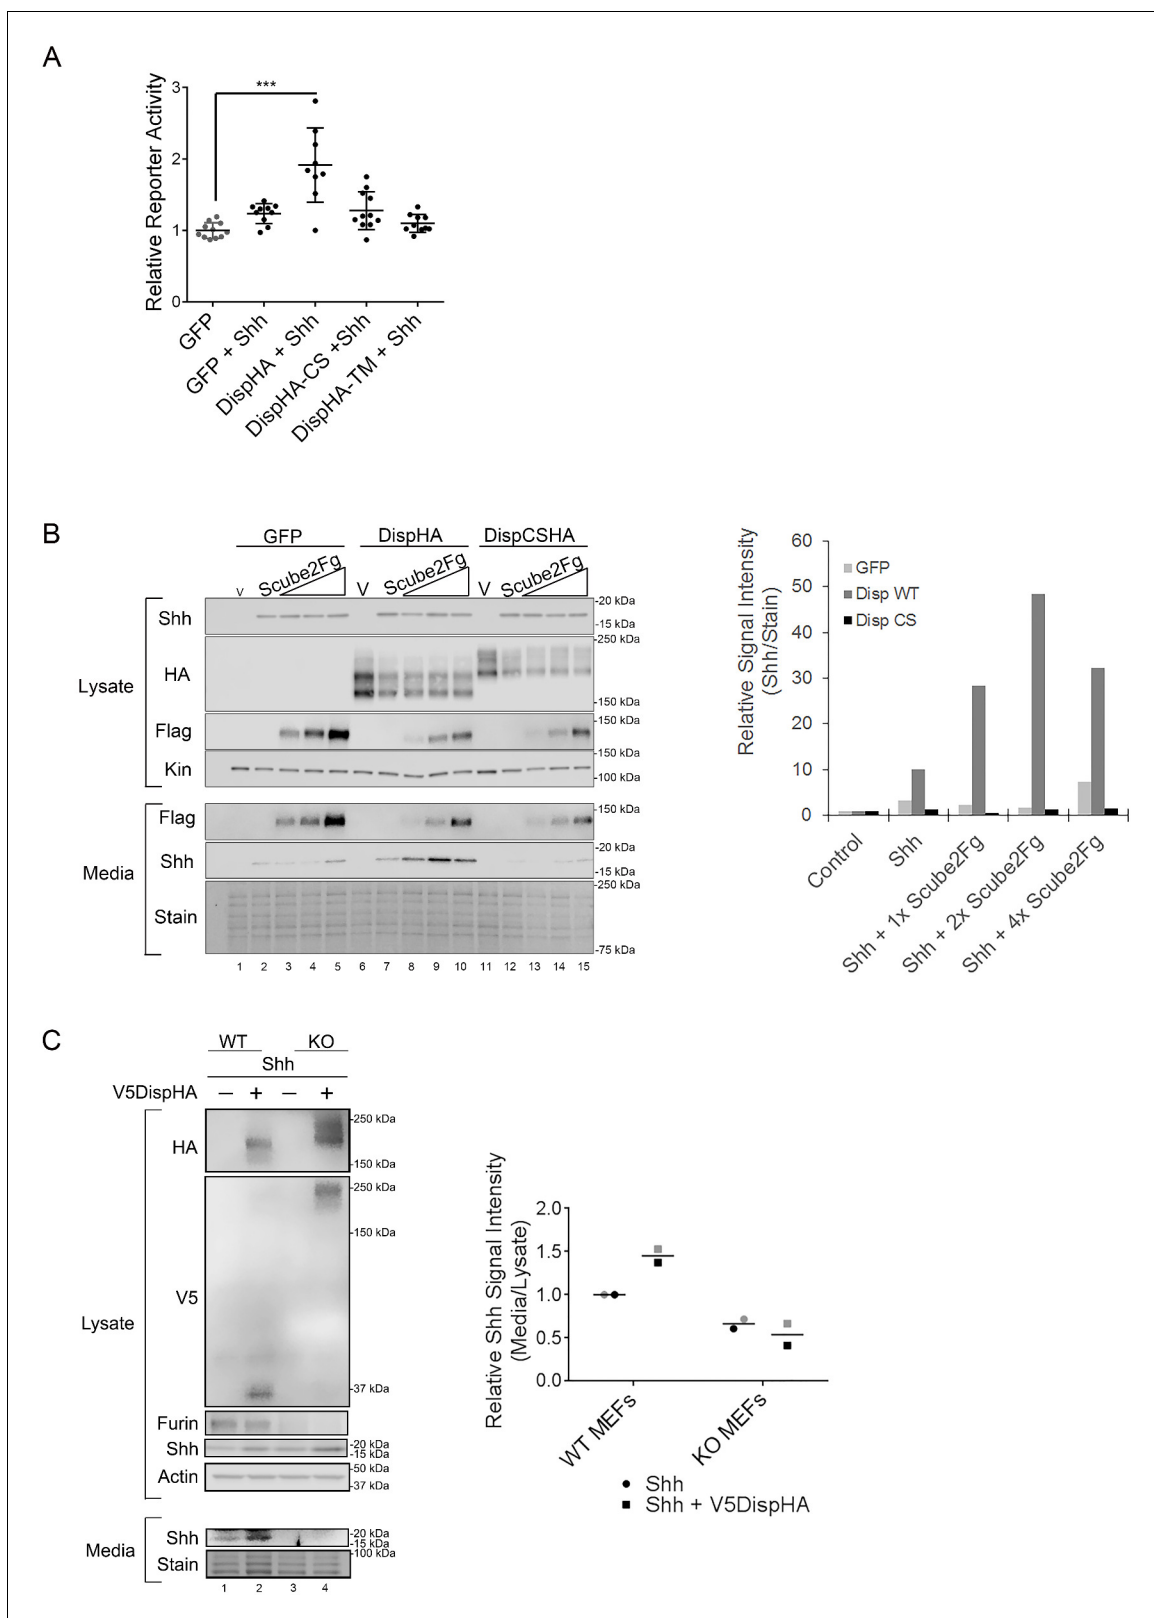 A
Relative Reporter Activity
3
2
1
0
***
GFP
GFP + Shh
DispHA + Shh
DispHA-CS +Shh
DispHA-TM + Shh
B
GFP
DispHA
DispCSHA
V Scube2Fg V Scube2Fg V Scube2Fg
Lysate
Shh
-20 kDa
-15 kDa
HA
-250 kDa
-150 kDa
Flag
-150 kDa
Kin
-150 kDa
-100 kDa
Media
Flag
-150 kDa
Shh
-20 kDa
-15 kDa
Stain
-250 kDa
-75 kDa
1 2 3 4 5 6 7 8 9 10 11 12 13 14 15
Relative Signal Intensity
(Shh/Stain)
60
50
40
30
20
10
0
GFP
Disp WT
Disp CS
Control
Shh
Shh + 1x Scube2Fg
Shh + 2x Scube2Fg
Shh + 4x Scube2Fg
C
WT KO
Shh
V5DispHA – + – +
Lysate
HA
-250 kDa
-150 kDa
V5
-250 kDa
-150 kDa
-37 kDa
Furin
Shh
-20 kDa
-15 kDa
Actin
-50 kDa
-37 kDa
Media
Shh
-20 kDa
-15 kDa
Stain
-100 kDa
1 2 3 4
Relative Shh Signal Intensity
(Media/Lysate)
2.0
1.5
1.0
0.5
0.0
WT MEFs
KO MEFs
Shh
Shh + V5DispHA